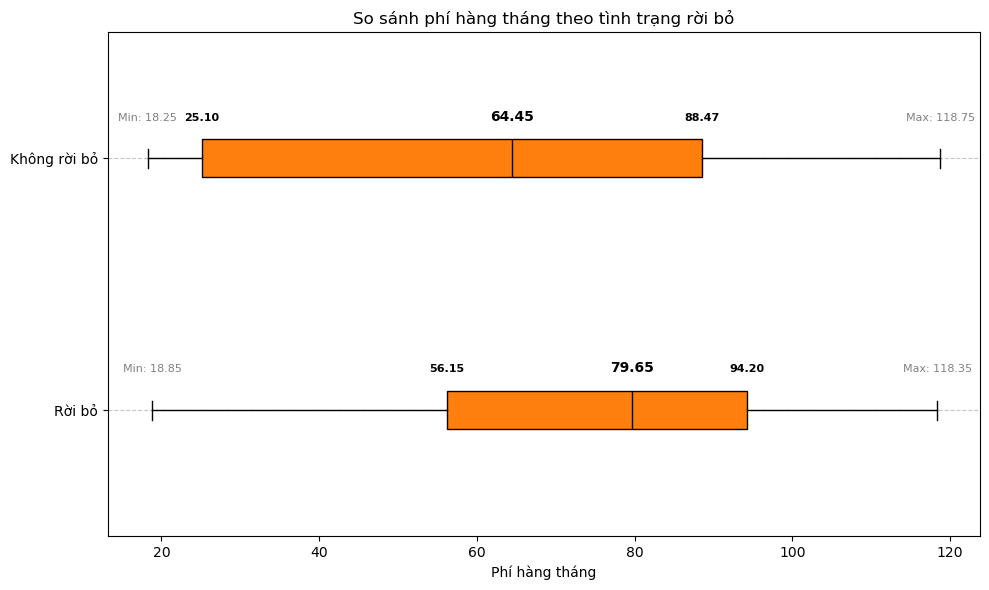 So sánh phí hàng tháng theo tình trạng rời bỏ
Min: 18.25 25.10 64.45 88.47 Max: 118.75
Không rời bỏ
Min: 18.85 56.15 79.65 94.20 Max: 118.35
Rời bỏ
20 40 60 80 100 120
Phí hàng tháng